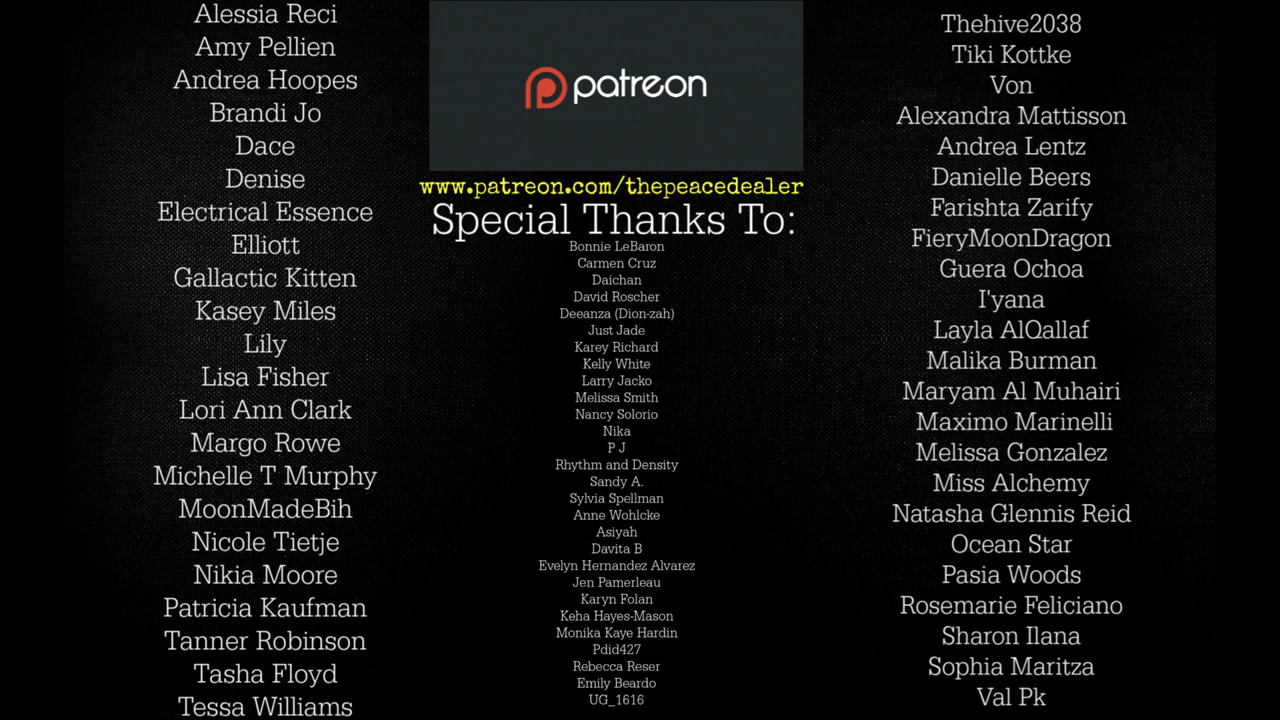 Alessia Reci
Amy Pellien
Andrea Hoopes
Brandi Jo
Dace
Denise
Electrical Essence
Elliott
Gallactic Kitten
Kasey Miles
Lily
Lisa Fisher
Lori Ann Clark
Margo Rowe
Michelle T Murphy
MoonMadeBih
Nicole Tietje
Nikia Moore
Patricia Kaufman
Tanner Robinson
Tasha Floyd
Tessa Williams
patreon
www.patreon.com/thepeacedealer
Special Thanks To:
Bonnie LeBaron
Carmen Cruz
Daichan
David Roscher
Deeanza (Dion-zah)
Just Jade
Karey Richard
Kelly White
Larry Jacko
Melissa Smith
Nancy Solorio
Nika
P J
Rhythm and Density
Sandy A.
Sylvia Spellman
Anne Wohlcke
Asiyah
Davita B
Evelyn Hernandez Alvarez
Jen Pamerleau
Karyn Folan
Keha Hayes-Mason
Monika Kaye Hardin
Pdid427
Rebecca Reser
Emily Beardo
UG_1616
Thehive2038
Tiki Kottke
Von
Alexandra Mattisson
Andrea Lentz
Danielle Beers
Farishta Zarify
FieryMoonDragon
Guera Ochoa
I'yana
Layla AlQallaf
Malika Burman
Maryam Al Muhairi
Maximo Marinelli
Melissa Gonzalez
Miss Alchemy
Natasha Glennis Reid
Ocean Star
Pasia Woods
Rosemarie Feliciano
Sharon Ilana
Sophia Maritza
Val Pk